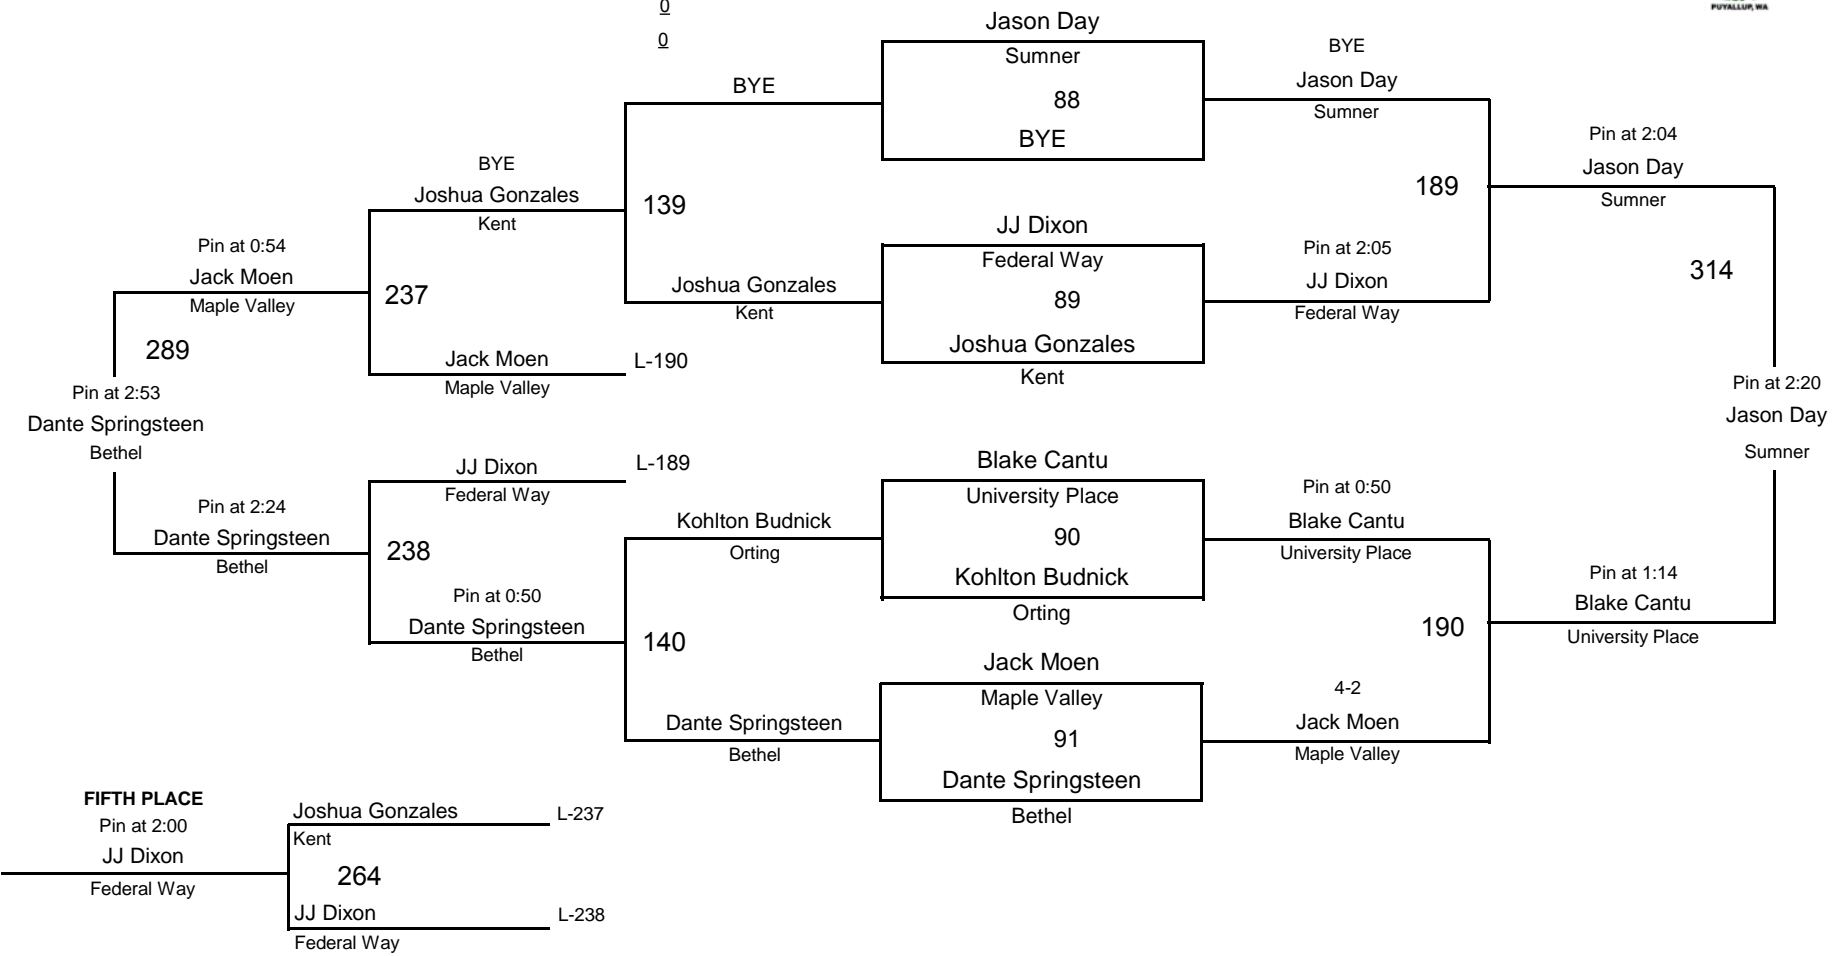 0
PUYALLUP, WA
Jason Day
0
BYE
Sumner
BYE
Jason Day
88
Sumner
BYE
Pin at 2:04
BYE
Jason Day
Joshua Gonzales
139
189
Sumner
Kent
JJ Dixon
Pin at 0:54
Pin at 2:05
Jack Moen
Federal Way
314
Maple Valley
237
Joshua Gonzales
89
JJ Dixon
Kent
Federal Way
289
Joshua Gonzales
Jack Moen
L-190
Kent
Maple Valley
Pin at 2:53
Pin at 2:20
Dante Springsteen
Jason Day
Bethel
Sumner
JJ Dixon
L-189
Blake Cantu
Federal Way
University Place
Pin at 0:50
Pin at 2:24
Kohlton Budnick
Blake Cantu
Dante Springsteen
238
Orting
90
University Place
Bethel
Kohlton Budnick
Pin at 1:14
Pin at 0:50
Orting
Blake Cantu
Dante Springsteen
140
190
University Place
Bethel
Jack Moen
Maple Valley
4-2
Dante Springsteen
91
Jack Moen
Bethel
Maple Valley
Dante Springsteen
Bethel
FIFTH PLACE
Joshua Gonzales
L-237
Pin at 2:00
Kent
JJ Dixon
264
Federal Way
JJ Dixon
L-238
Federal Way